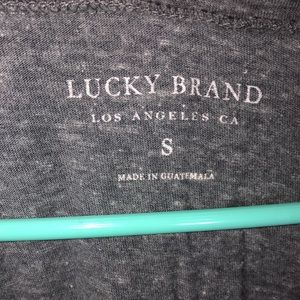 LUCKY BRAND
LOS ANGELES CA
S
MADE IN GUATEMALA